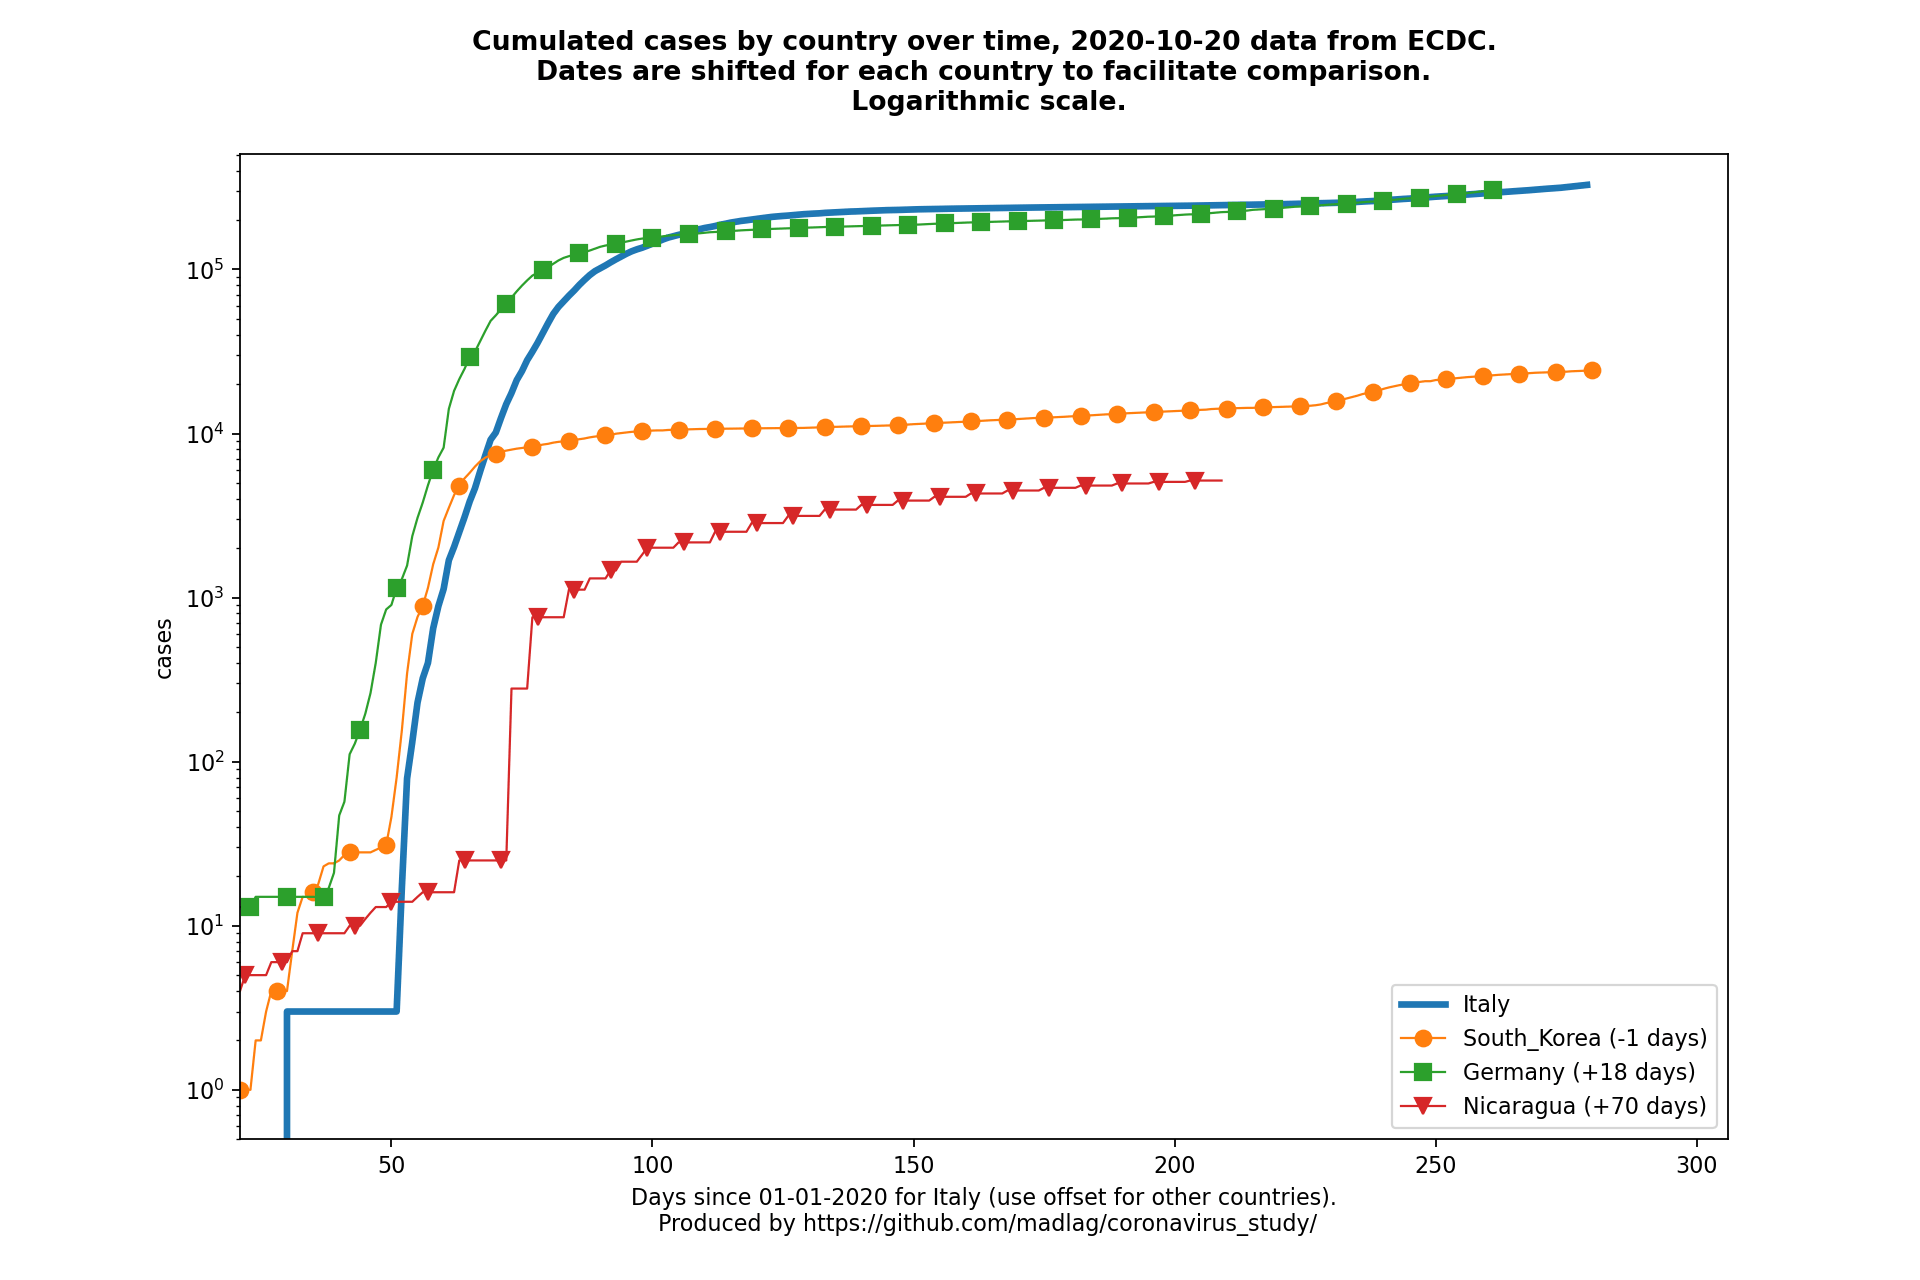 Cumulated cases by country over time, 2020-10-20 data from ECDC.
Dates are shifted for each country to facilitate comparison.
Logarithmic scale.
10^5
10^4
10^3
10^2
10^1
10^0
cases
Italy
South_Korea (-1 days)
Germany (+18 days)
Nicaragua (+70 days)
50 100 150 200 250 300
Days since 01-01-2020 for Italy (use offset for other countries).
Produced by https://github.com/madlag/coronavirus_study/